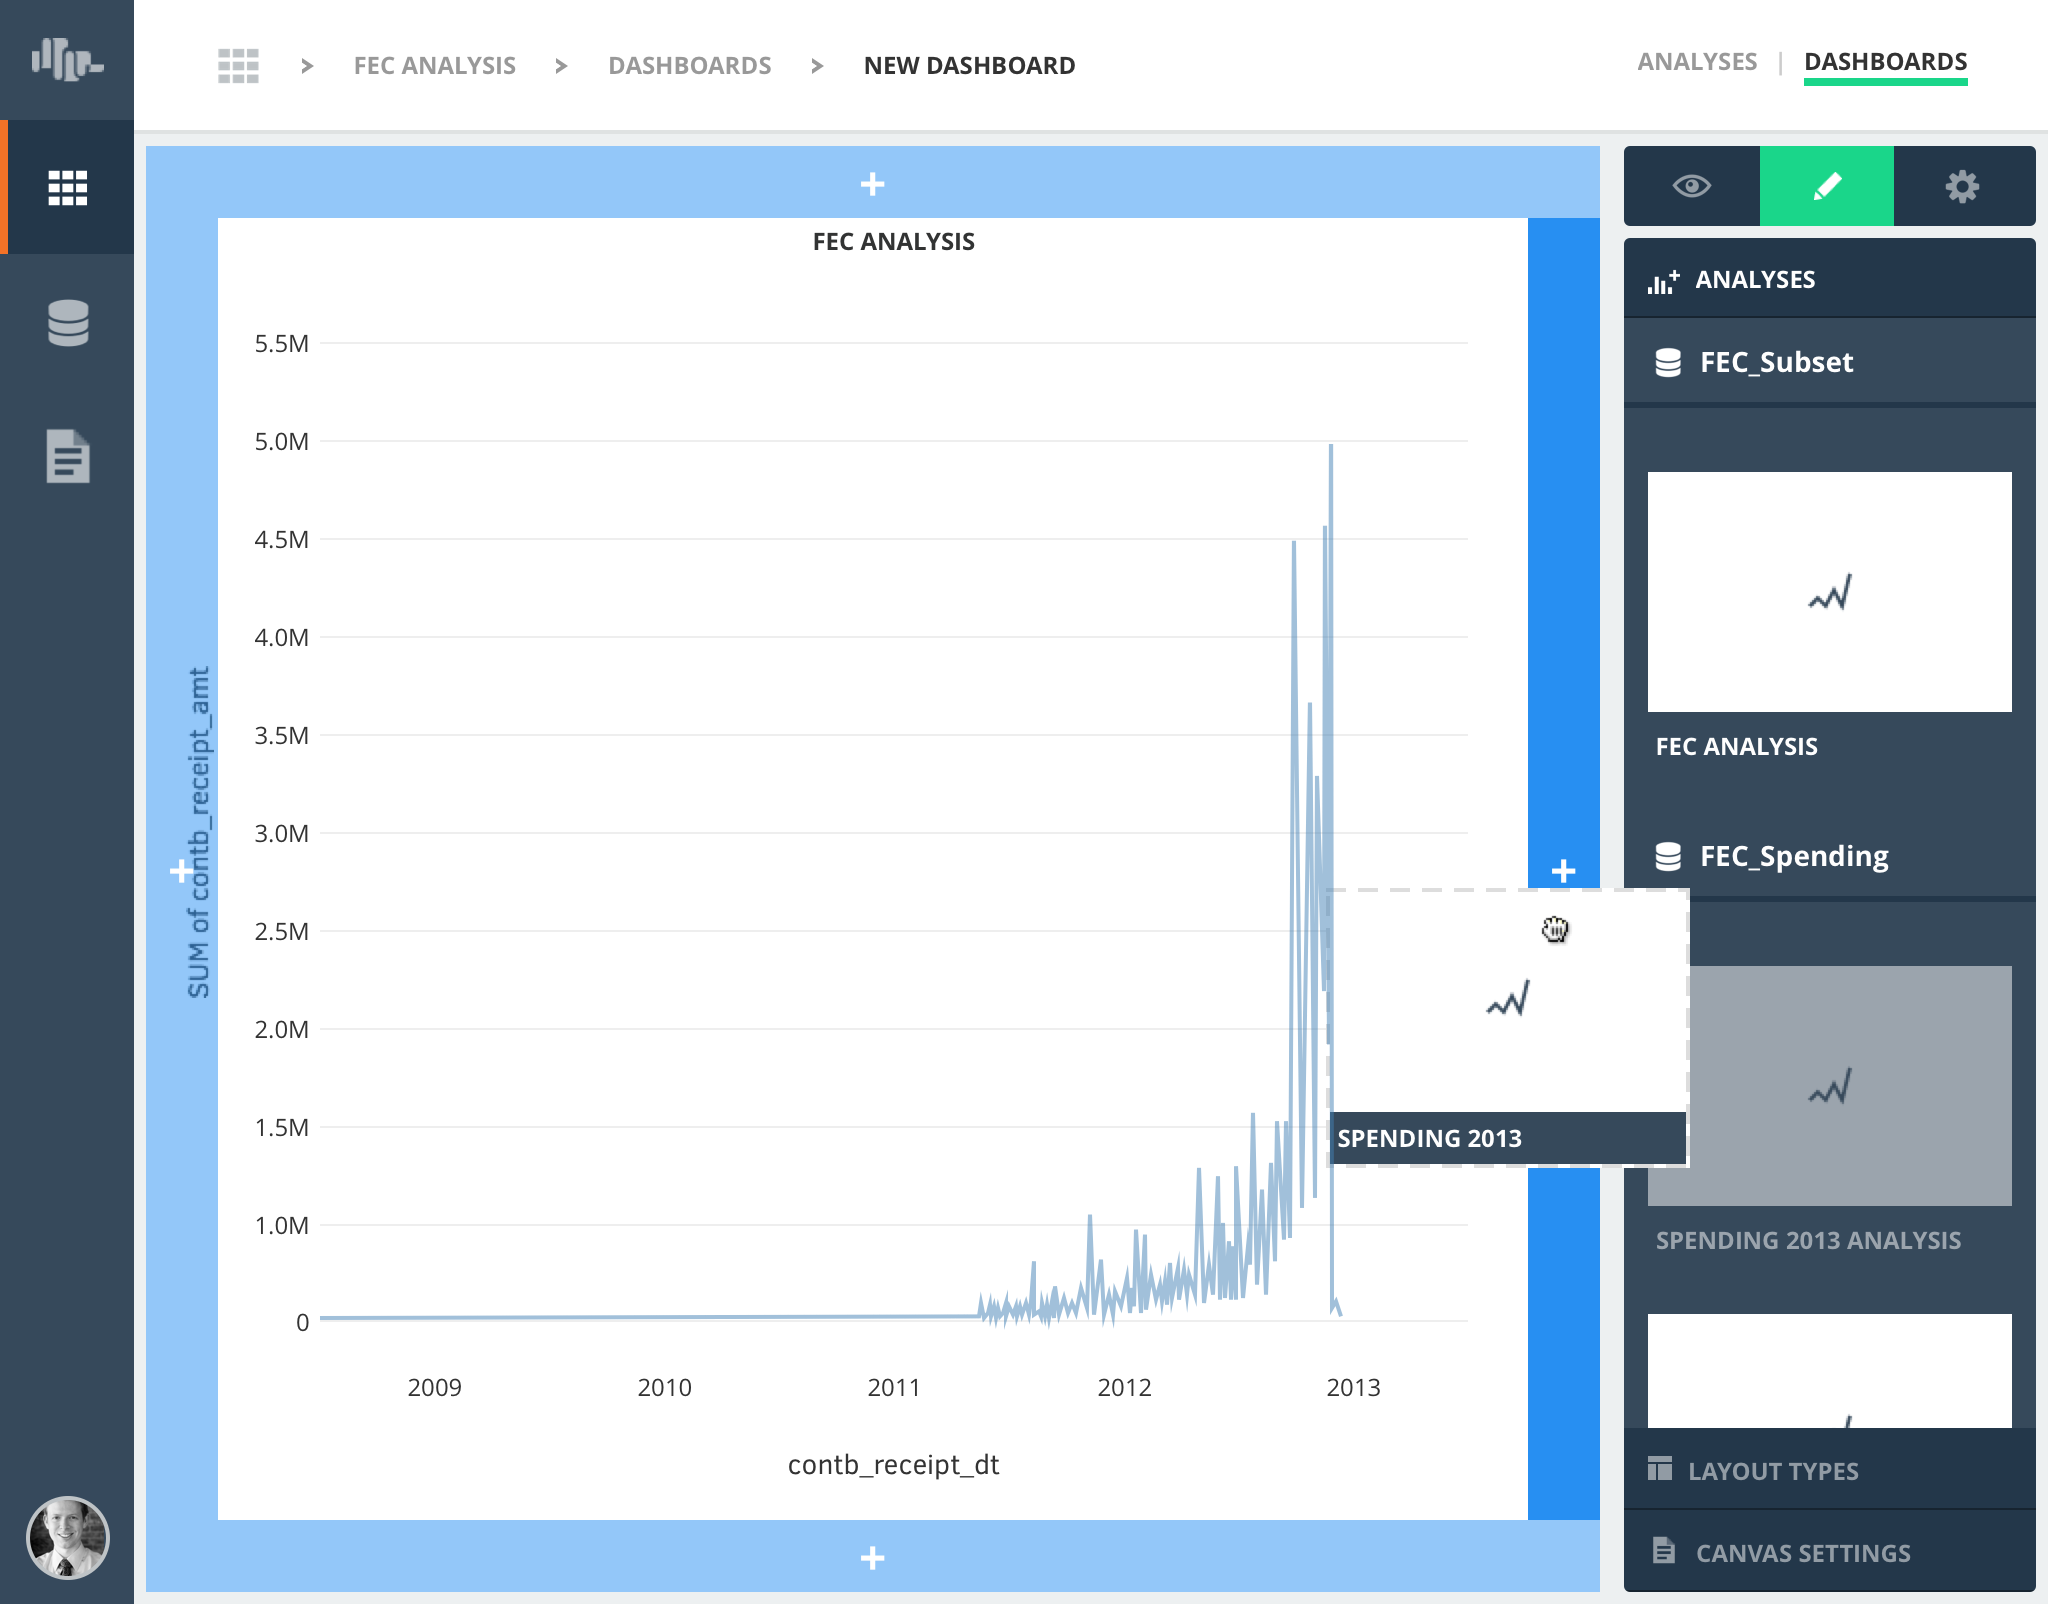 > FEC ANALYSIS > DASHBOARDS > NEW DASHBOARD
ANALYSES | DASHBOARDS
+
FEC ANALYSIS
5.5M
5.0M
4.5M
4.0M
3.5M
3.0M
2.5M
2.0M
1.5M
1.0M
0
SUM of contb_receipt_amt
+
+
2009 2010 2011 2012 2013
contb_receipt_dt
+
SPENDING 2013
ANALYSES
FEC_Subset
FEC ANALYSIS
FEC_Spending
SPENDING 2013 ANALYSIS
LAYOUT TYPES
CANVAS SETTINGS